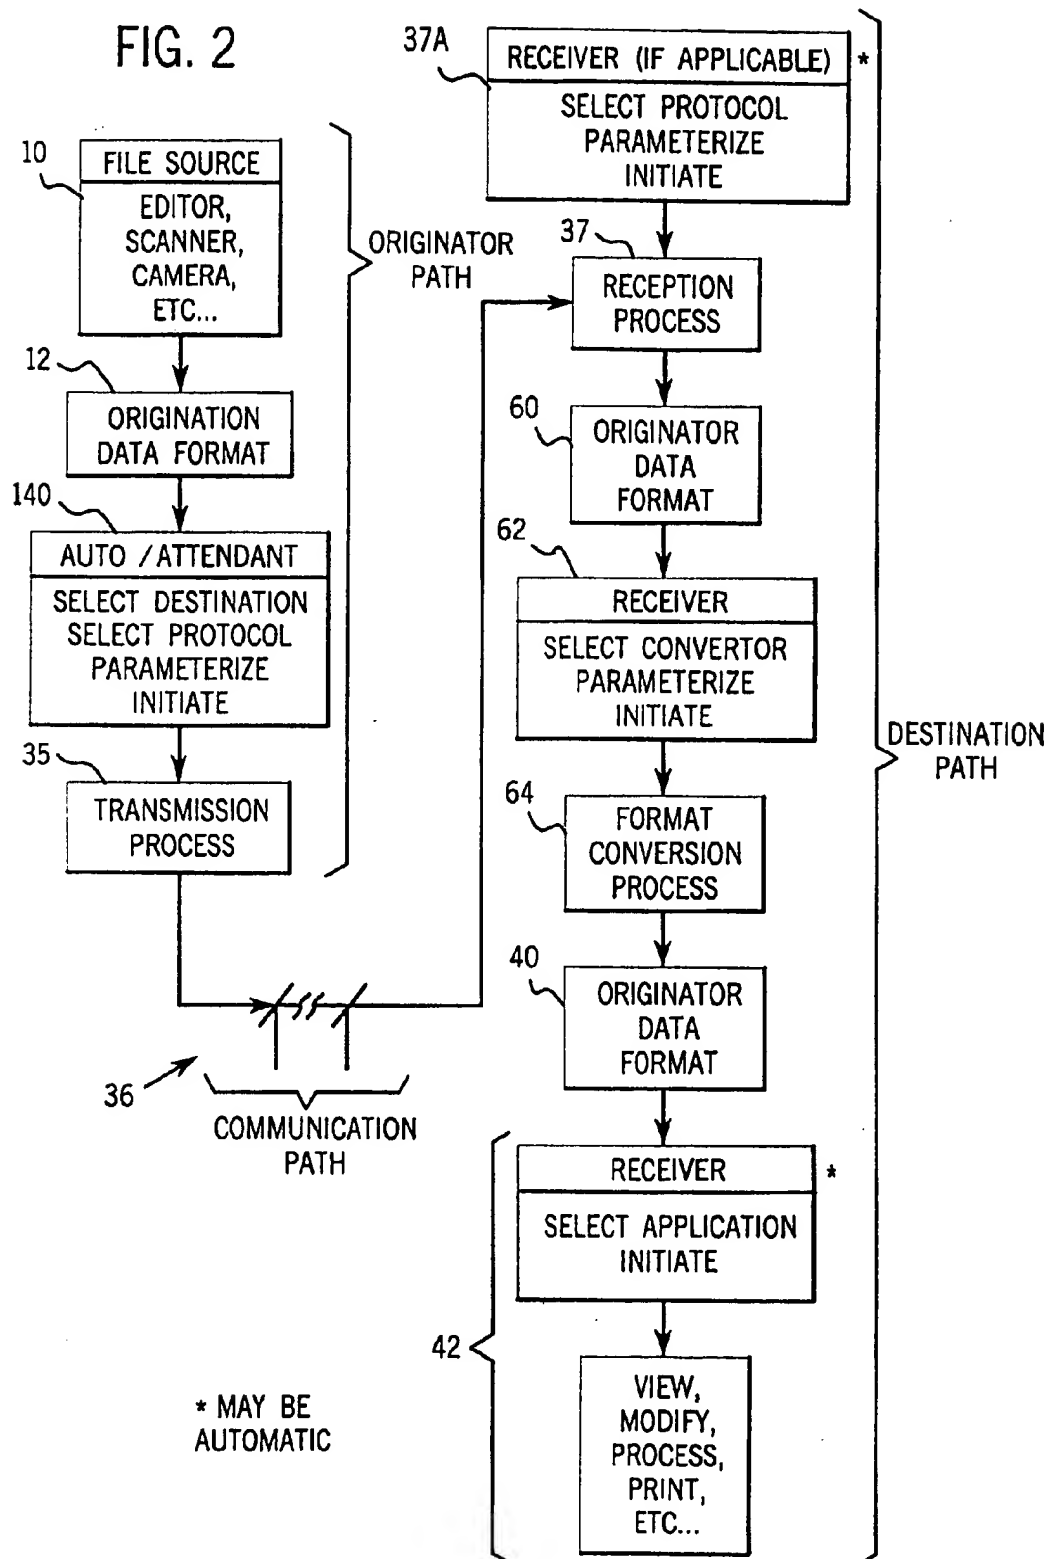 FIG. 2
10
FILE SOURCE
EDITOR,
SCANNER,
CAMERA,
ETC...
ORIGINATOR
PATH
12
ORIGINATION
DATA FORMAT
140
AUTO / ATTENDANT
SELECT DESTINATION
SELECT PROTOCOL
PARAMETERIZE
INITIATE
35
TRANSMISSION
PROCESS
36
COMMUNICATION
PATH
37A
RECEIVER (IF APPLICABLE) *
SELECT PROTOCOL
PARAMETERIZE
INITIATE
37
RECEPTION
PROCESS
60
ORIGINATOR
DATA
FORMAT
62
RECEIVER
SELECT CONVERTOR
PARAMETERIZE
INITIATE
DESTINATION
PATH
64
FORMAT
CONVERSION
PROCESS
40
ORIGINATOR
DATA
FORMAT
RECEIVER *
SELECT APPLICATION
INITIATE
42
VIEW,
MODIFY,
PROCESS,
PRINT,
ETC...
* MAY BE
AUTOMATIC